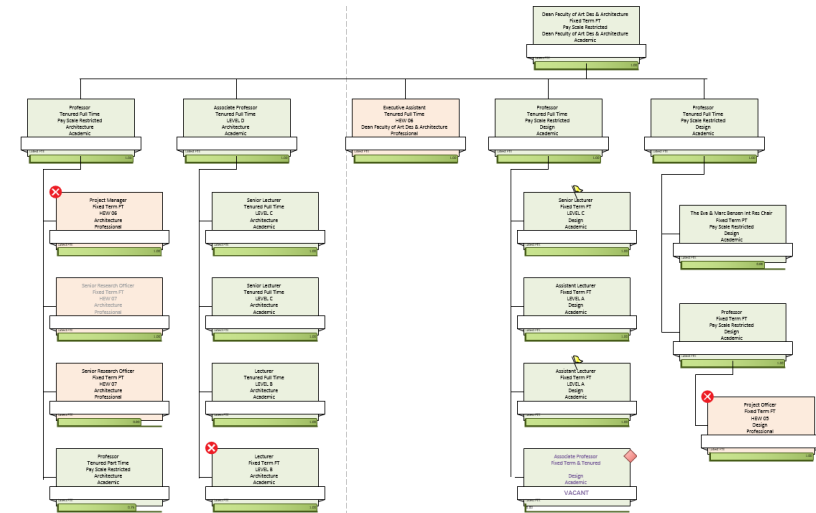 Dean Faculty of Art Des & Architecture
Fixed Term FT
Pay Scale Restricted
Dean Faculty of Art Des & Architecture
Academic
Professor
Tenured Full Time
Pay Scale Restricted
Architecture
Academic
Associate Professor
Tenured Full Time
LEVEL D
Architecture
Academic
Executive Assistant
Tenured Full Time
HEW 06
Dean Faculty of Art Des & Architecture
Professional
Professor
Tenured Full Time
Pay Scale Restricted
Design
Academic
Professor
Tenured Full Time
Pay Scale Restricted
Design
Academic
Project Manager
Fixed Term FT
HEW 06
Architecture
Professional
Senior Research Officer
Fixed Term FT
HEW 07
Architecture
Professional
Senior Research Officer
Fixed Term FT
HEW 07
Architecture
Professional
Professor
Tenured Part Time
Pay Scale Restricted
Architecture
Academic
Senior Lecturer
Tenured Full Time
LEVEL C
Architecture
Academic
Senior Lecturer
Tenured Full Time
LEVEL C
Architecture
Academic
Lecturer
Tenured Full Time
LEVEL B
Architecture
Academic
Lecturer
Fixed Term FT
LEVEL B
Architecture
Academic
Senior Lecturer
Fixed Term FT
LEVEL C
Design
Academic
Assistant Lecturer
Fixed Term FT
LEVEL A
Design
Academic
Assistant Lecturer
Fixed Term FT
LEVEL A
Design
Academic
Associate Professor
Fixed Term & Tenured
Design
Academic
VACANT
The Eva & Marc Benzen Int Res Chair
Fixed Term FT
Pay Scale Restricted
Design
Academic
Professor
Fixed Term FT
Pay Scale Restricted
Design
Academic
Project Officer
Fixed Term FT
HEW 05
Design
Professional